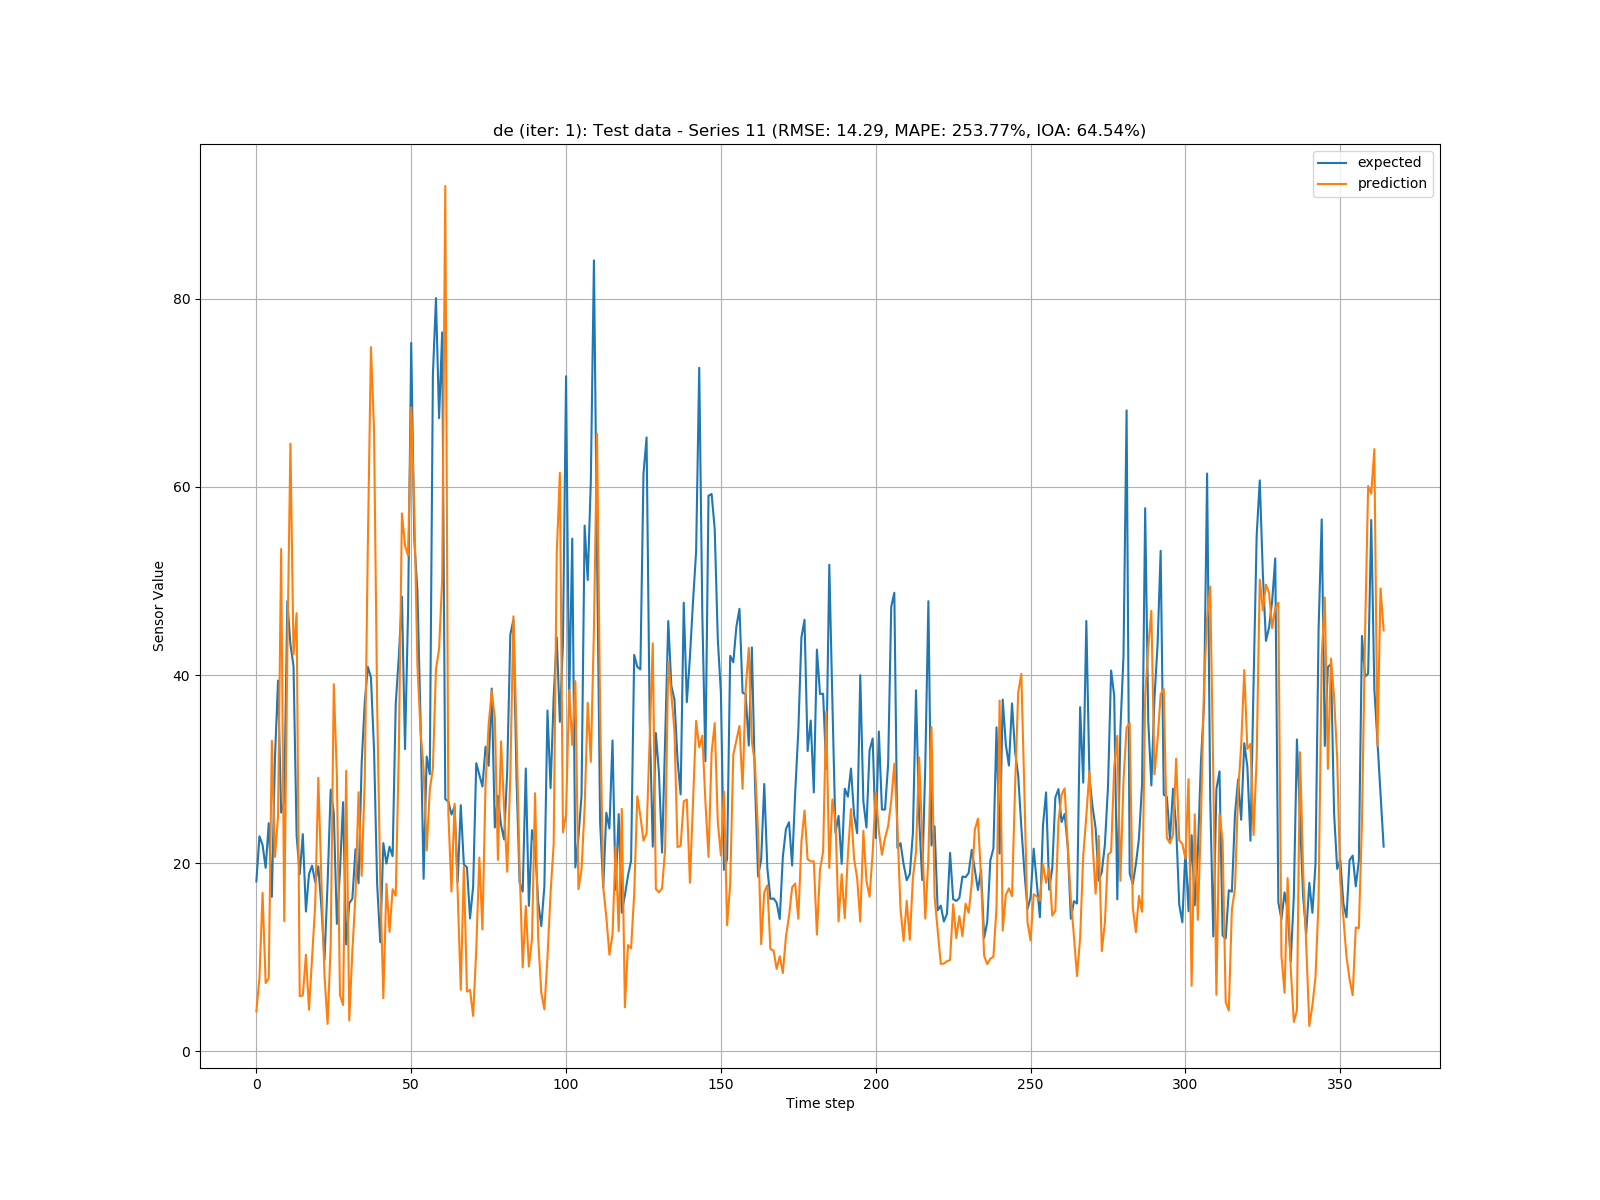 de (iter: 1): Test data - Series 11 (RMSE: 14.29, MAPE: 253.77%, IOA: 64.54%)
expected
prediction
80
60
40
20
0
Sensor Value
0 50 100 150 200 250 300 350
Time step